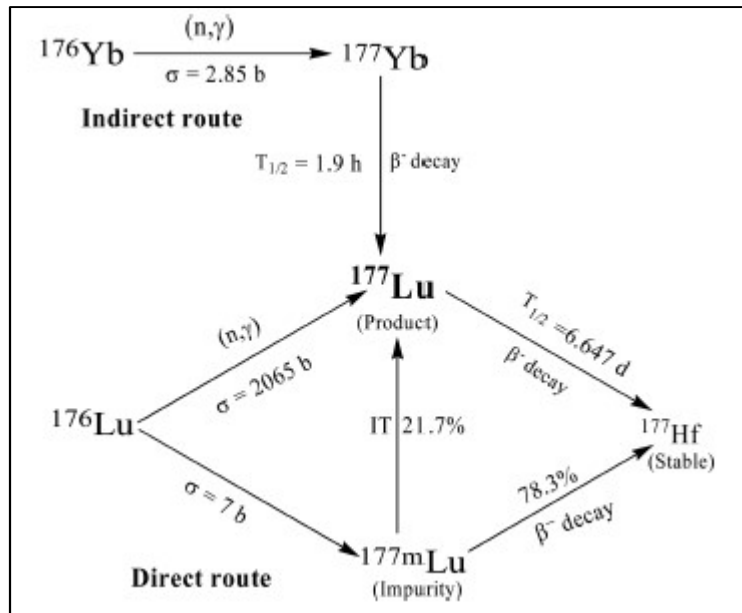 ¹⁷⁶Yb (n,γ) ¹⁷⁷Yb
σ = 2.85 b
Indirect route
T₁/₂ = 1.9 h β⁻ decay
¹⁷⁷Lu
(Product)
(n,γ)
σ = 2065 b
T₁/₂ =6.647 d
β⁻ decay
¹⁷⁶Lu
IT 21.7%
¹⁷⁷Hf
(Stable)
σ = 7 b
78.3%
β⁻ decay
¹⁷⁷ᵐLu
(Impurity)
Direct route